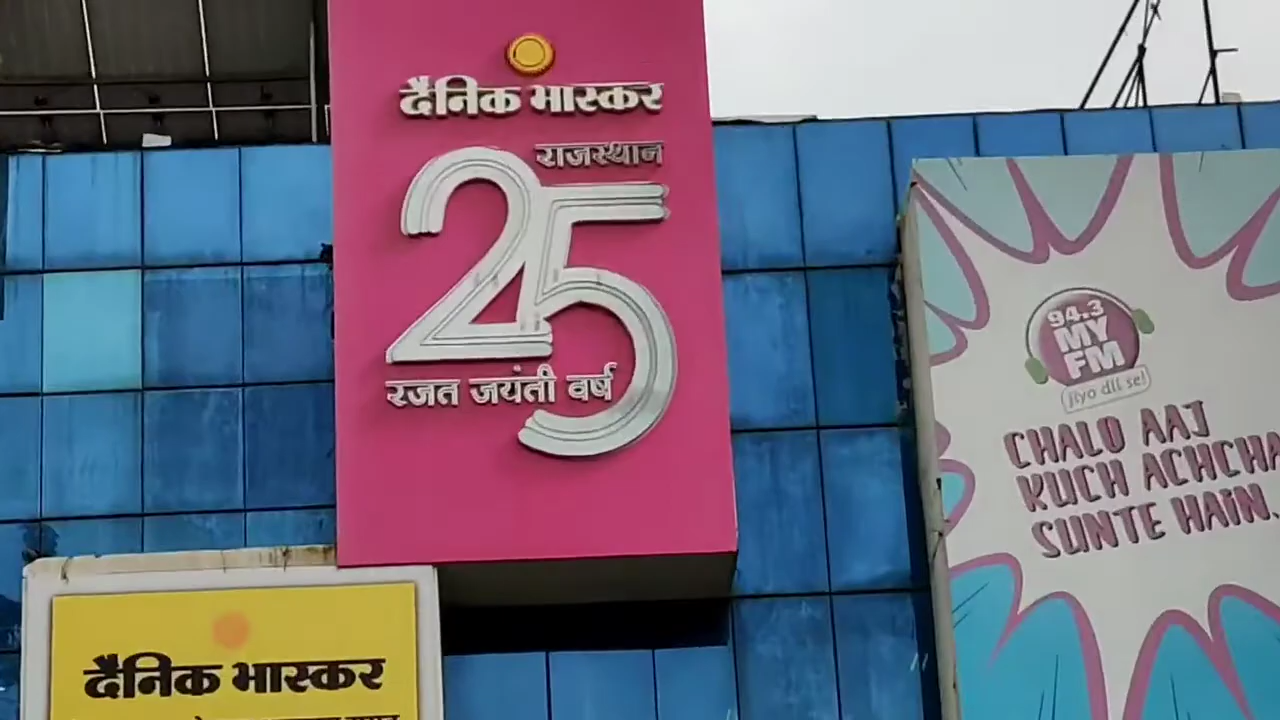 दैनिक भास्कर
राजस्थान
25
रजत जयंती वर्ष
94.3
MY
FM
jiyo dil se!
CHALO AAJ
KUCH ACHCHA
SUNTE HAIN.
दैनिक भास्कर